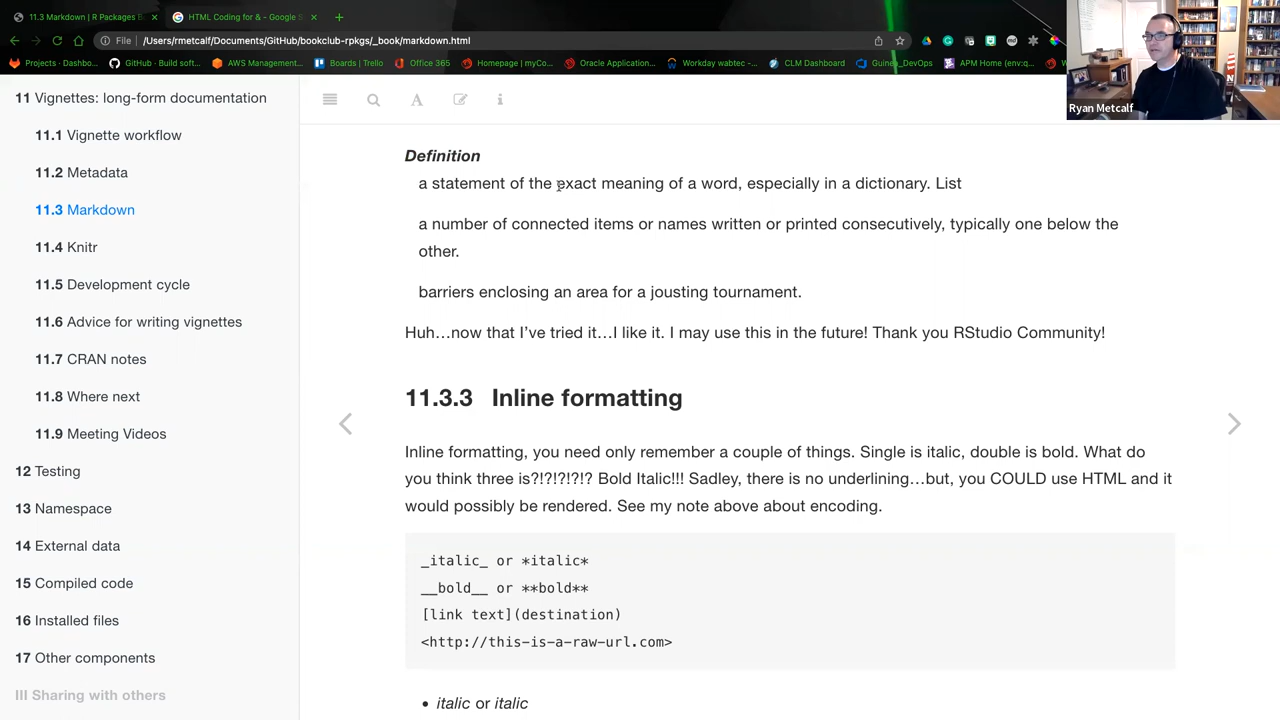 11.3 Markdown | R Packages B
HTML Coding for & - Google S
File
/Users/rmetcalf/Documents/GitHub/bookclub-rpkgs/_book/markdown.html
Projects · Dashbo...
GitHub · Build soft...
AWS Management...
Boards | Trello
Office 365
Homepage | myCo...
Oracle Application...
Workday wabtec -...
CLM Dashboard
Guinea_DevOps
APM Home (env:q...
Ryan Metcalf
11 Vignettes: long-form documentation
11.1 Vignette workflow
11.2 Metadata
11.3 Markdown
11.4 Knitr
11.5 Development cycle
11.6 Advice for writing vignettes
11.7 CRAN notes
11.8 Where next
11.9 Meeting Videos
12 Testing
13 Namespace
14 External data
15 Compiled code
16 Installed files
17 Other components
III Sharing with others
Definition
a statement of the exact meaning of a word, especially in a dictionary. List
a number of connected items or names written or printed consecutively, typically one below the
other.
barriers enclosing an area for a jousting tournament.
Huh…now that I've tried it…I like it. I may use this in the future! Thank you RStudio Community!
11.3.3 Inline formatting
Inline formatting, you need only remember a couple of things. Single is italic, double is bold. What do
you think three is?!?!?!?!? Bold Italic!!! Sadley, there is no underlining…but, you COULD use HTML and it
would possibly be rendered. See my note above about encoding.
_italic_ or *italic*
__bold__ or **bold**
[link text](destination)
<http://this-is-a-raw-url.com>
• italic or italic